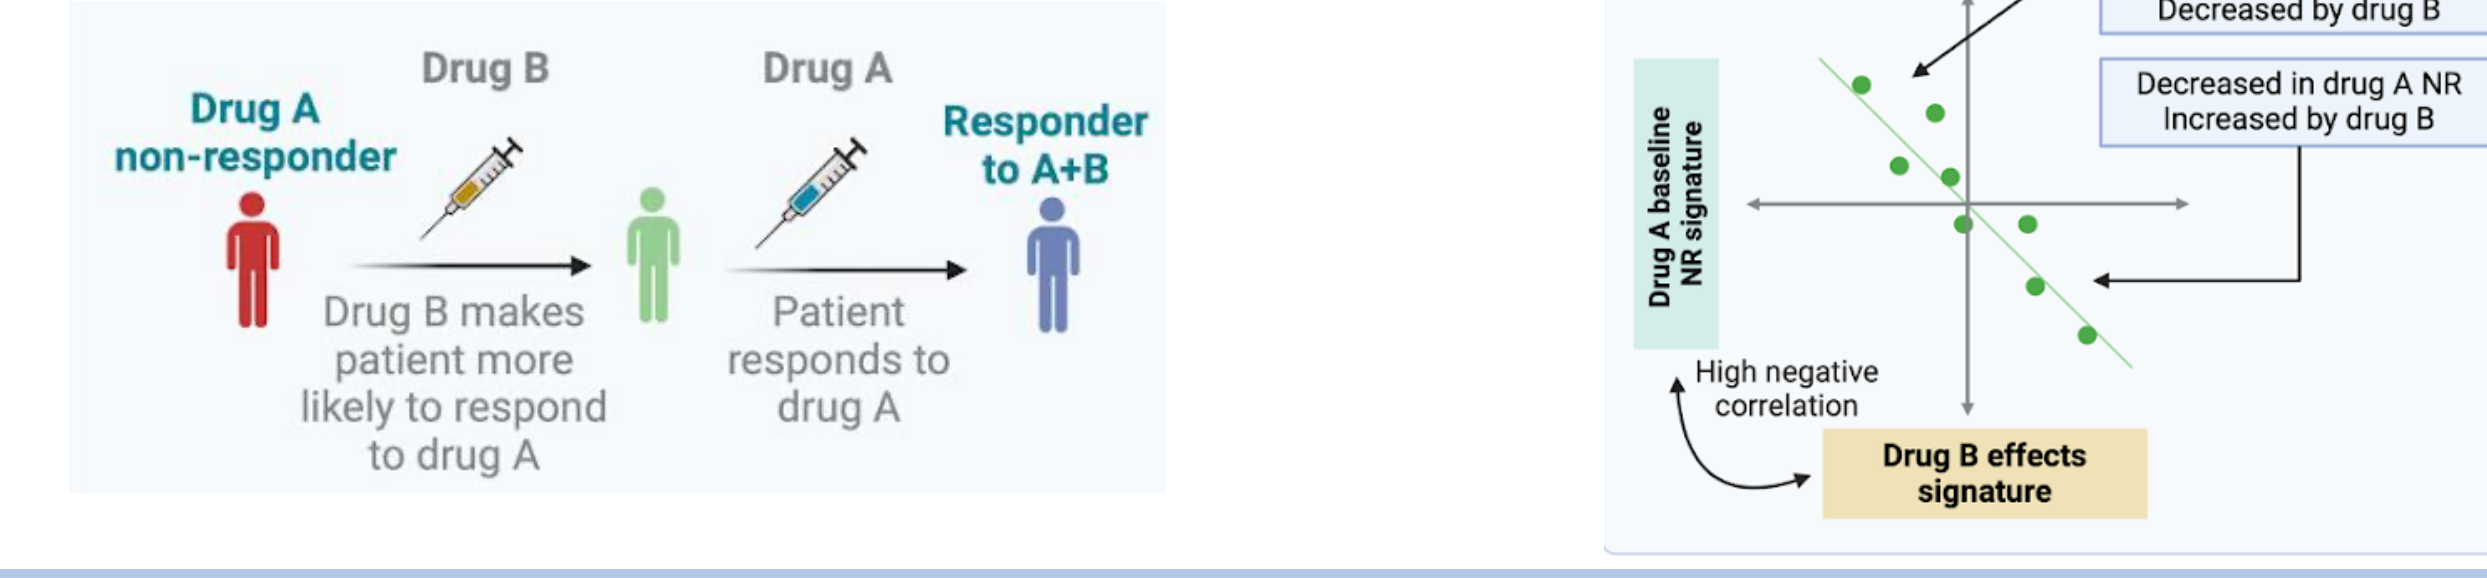 Drug B
Drug A
non-responder
Drug B makes
patient more
likely to respond
to drug A
Drug A
Patient
responds to
drug A
Responder
to A+B
Decreased by drug B
Decreased in drug A NR
Increased by drug B
Drug A baseline
NR signature
High negative
correlation
Drug B effects
signature